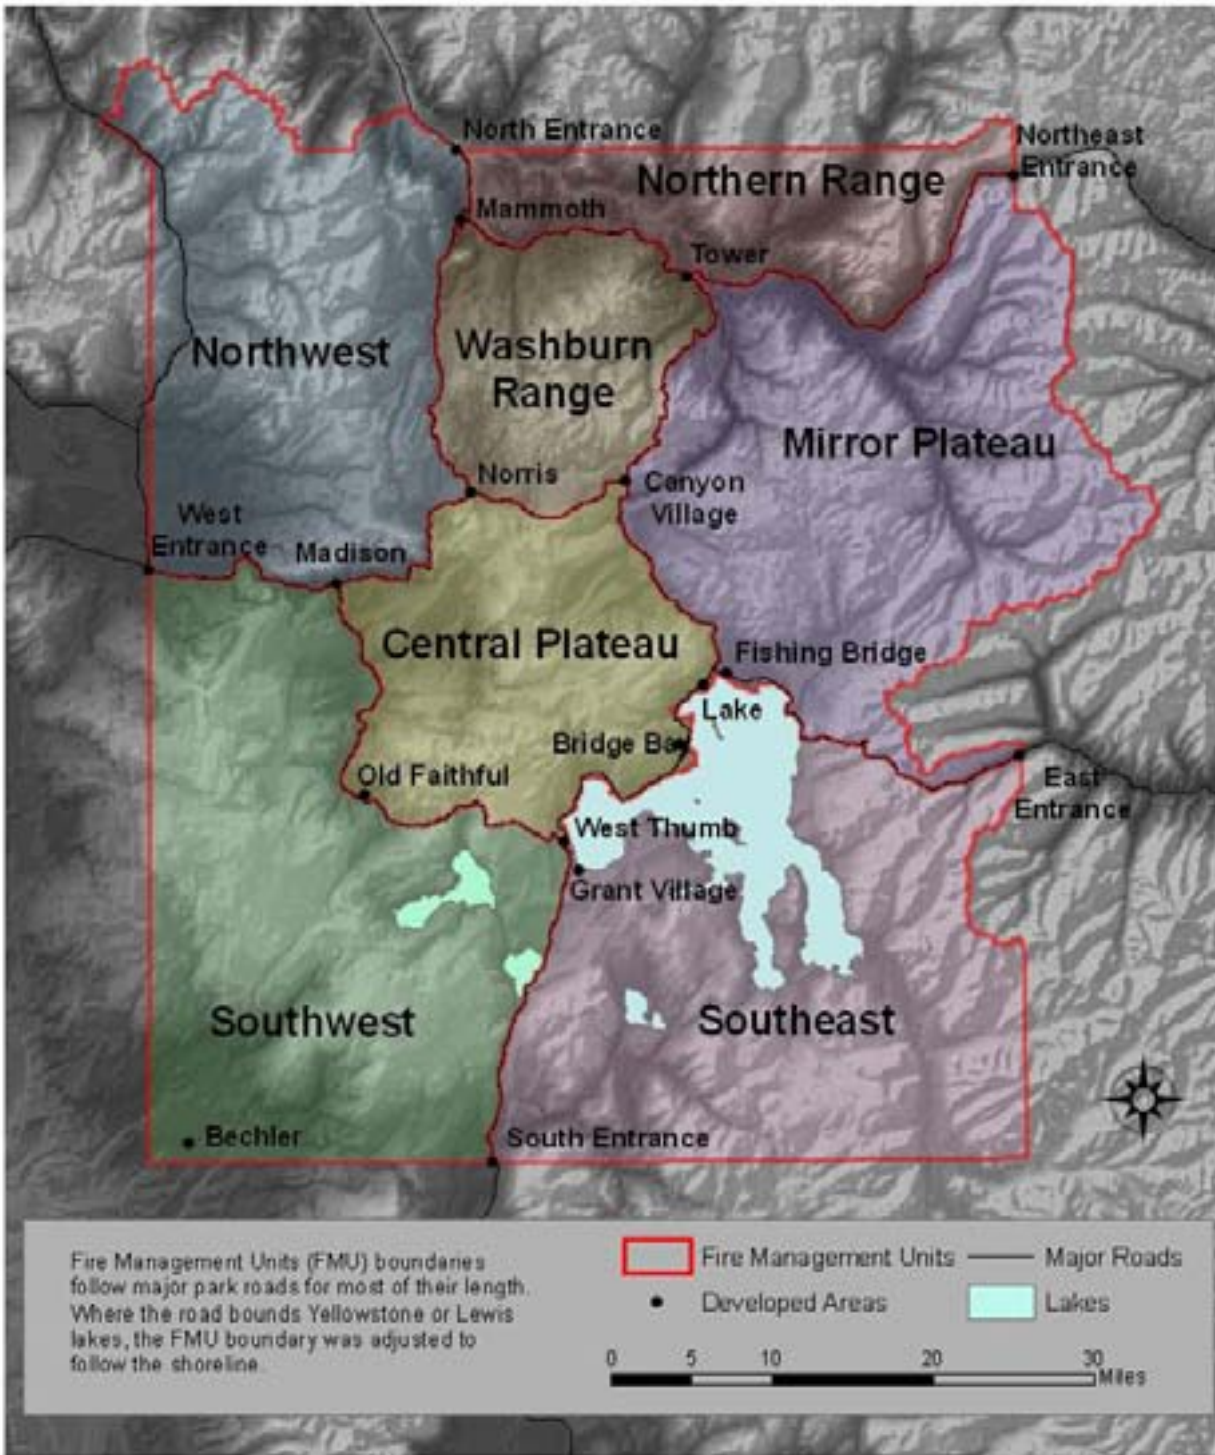 North Entrance
Northeast
Entrance
Northern Range
Mammoth
Tower
Northwest
Washburn
Range
Mirror Plateau
Norris
Canyon
Village
West
Entrance
Madison
Central Plateau
Fishing Bridge
Lake
Bridge Ba
Old Faithful
East
Entrance
West Thumb
Grant Village
Southwest
Southeast
Bechler
South Entrance
Fire Management Units (FMU) boundaries
follow major park roads for most of their length.
Where the road bounds Yellowstone or Lewis
lakes, the FMU boundary was adjusted to
follow the shoreline.
Fire Management Units
Major Roads
Developed Areas
Lakes
0 5 10 20 30
Miles